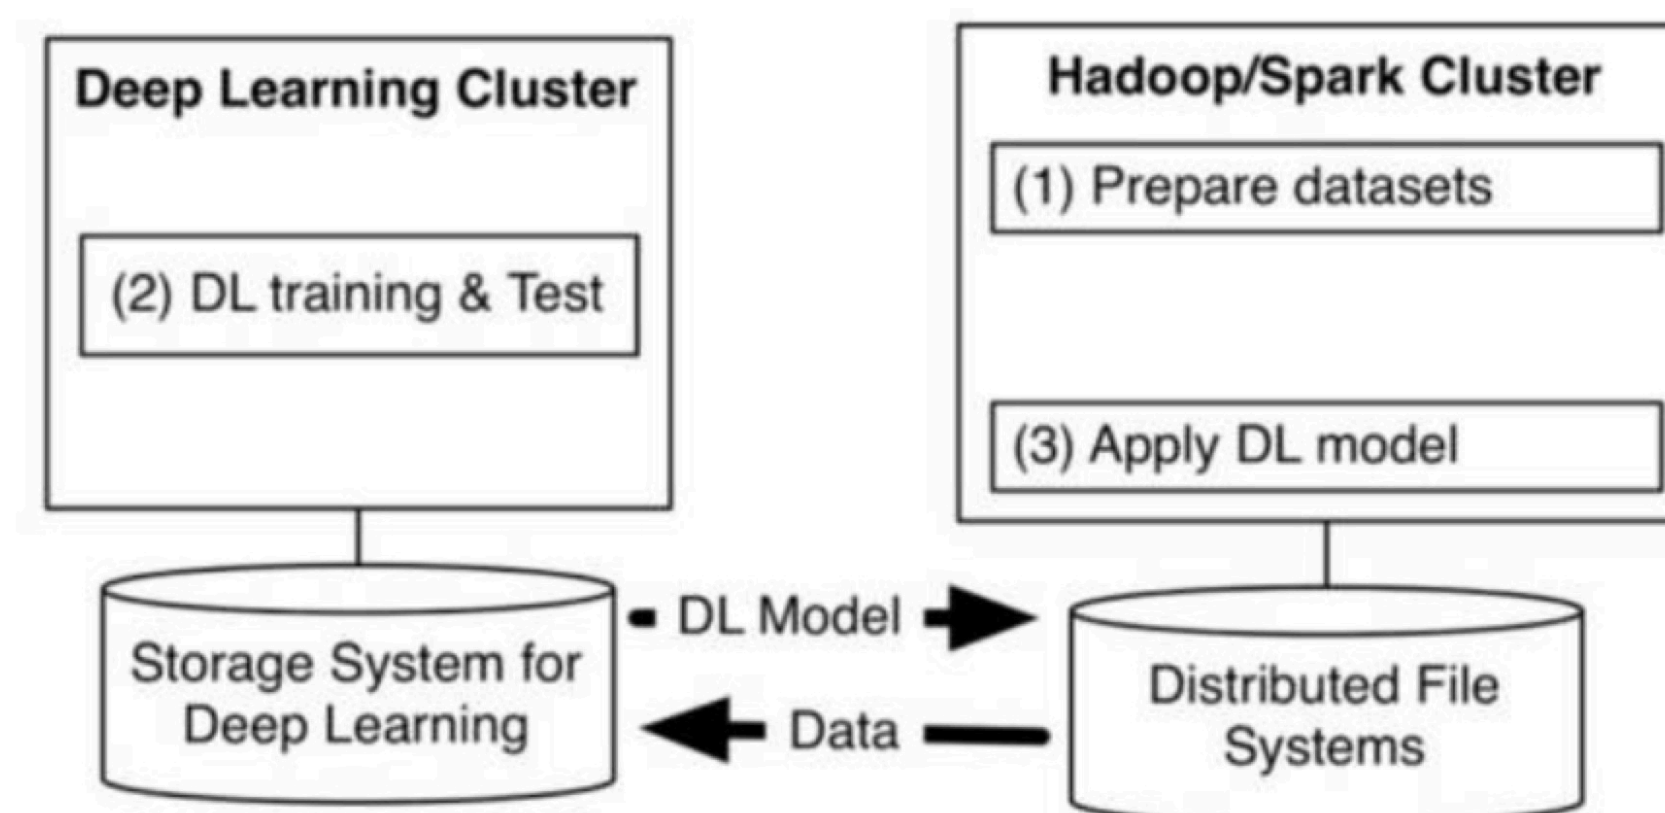 Deep Learning Cluster
(2) DL training & Test
Storage System for
Deep Learning
DL Model
Data
Hadoop/Spark Cluster
(1) Prepare datasets
(3) Apply DL model
Distributed File
Systems